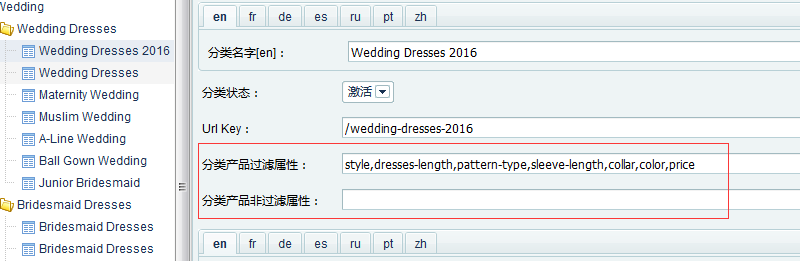 Wedding
Wedding Dresses
Wedding Dresses 2016
Wedding Dresses
Maternity Wedding
Muslim Wedding
A-Line Wedding
Ball Gown Wedding
Junior Bridesmaid
Bridesmaid Dresses
Bridesmaid Dresses
Bridesmaid Dresses
en fr de es ru pt zh
分类名字[en]： Wedding Dresses 2016
分类状态： 激活
Url Key： /wedding-dresses-2016
分类产品过滤属性： style,dresses-length,pattern-type,sleeve-length,collar,color,price
分类产品非过滤属性：
en fr de es ru pt zh